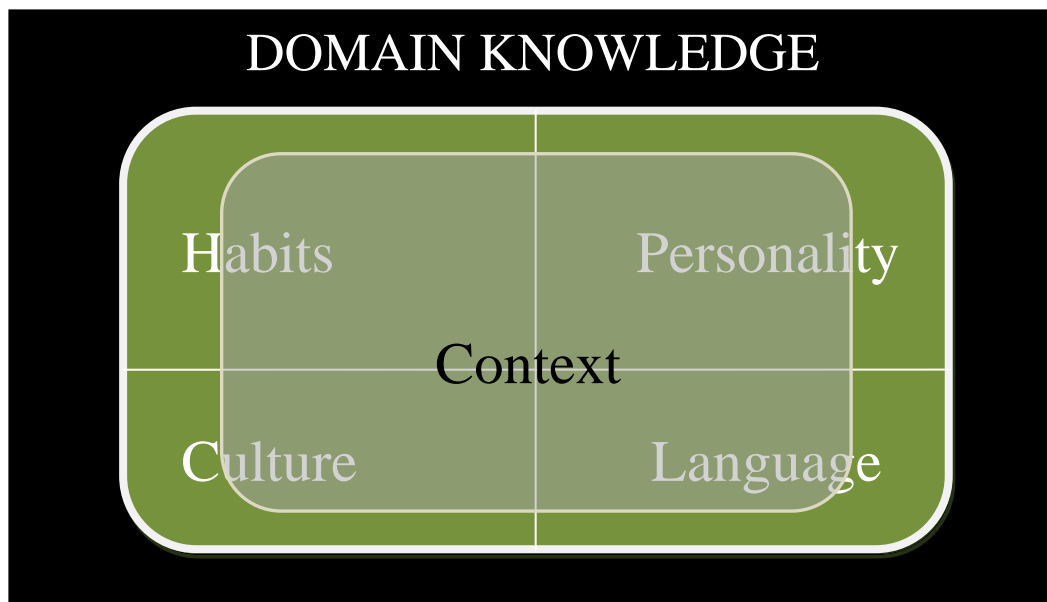 DOMAIN KNOWLEDGE
Habits
Personality
Context
Culture
Language